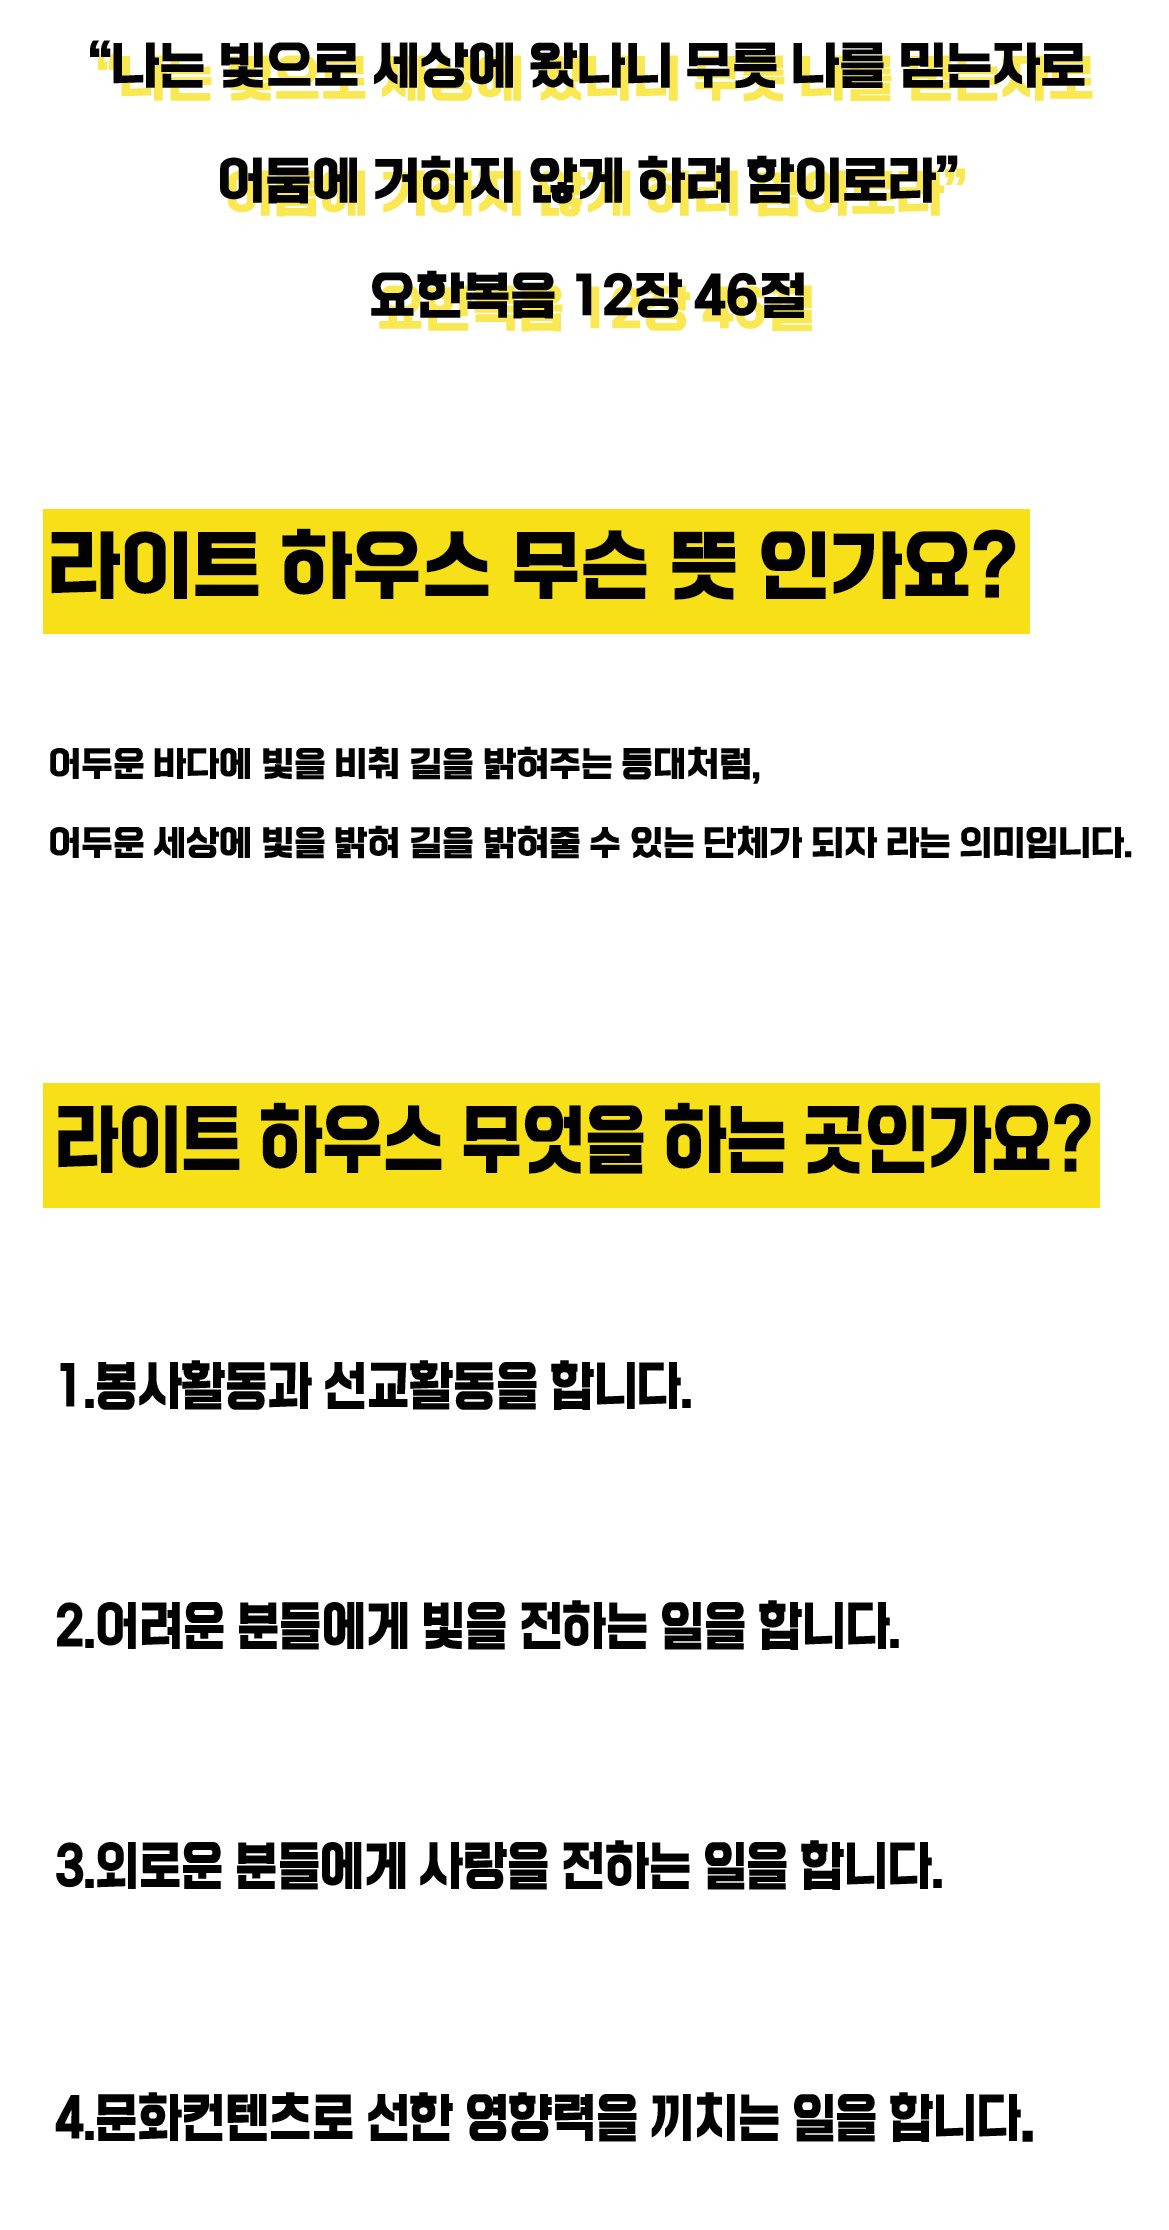 “나는 빛으로 세상에 왔나니 무릇 나를 믿는자로
어둠에 거하지 않게 하려 함이로라”
요한복음 12장 46절
라이트 하우스 무슨 뜻 인가요?
어두운 바다에 빛을 비춰 길을 밝혀주는 등대처럼,
어두운 세상에 빛을 밝혀 길을 밝혀줄 수 있는 단체가 되자 라는 의미입니다.
라이트 하우스 무엇을 하는 곳인가요?
1.봉사활동과 선교활동을 합니다.
2.어려운 분들에게 빛을 전하는 일을 합니다.
3.외로운 분들에게 사랑을 전하는 일을 합니다.
4.문화컨텐츠로 선한 영향력을 끼치는 일을 합니다.